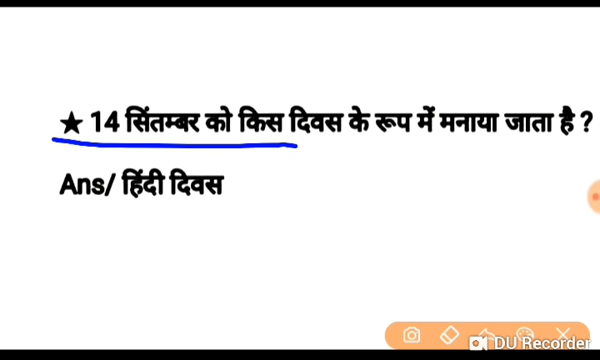 ★ 14 सिंतम्बर को किस दिवस के रूप में मनाया जाता है ?
Ans/ हिंदी दिवस
DU Recorder